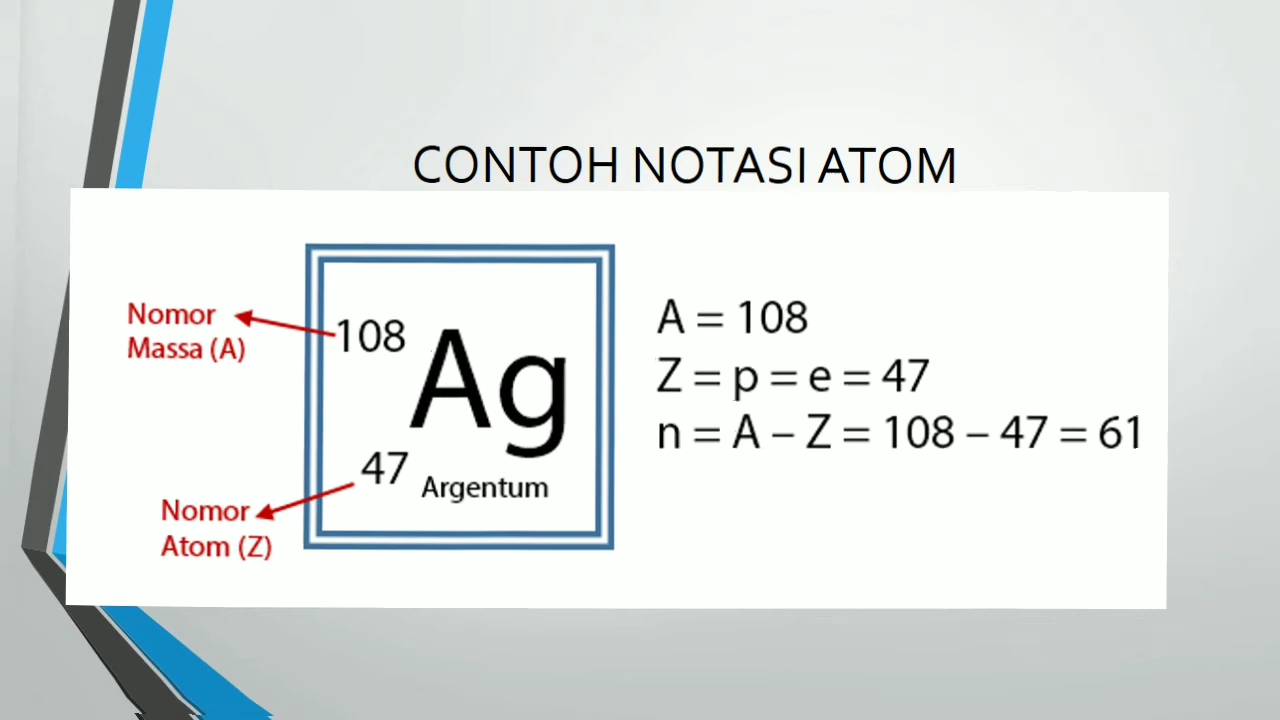 CONTOH NOTASI ATOM
Nomor
Massa (A)
108
Ag
47
Argentum
Nomor
Atom (Z)
A = 108
Z = p = e = 47
n = A – Z = 108 – 47 = 61